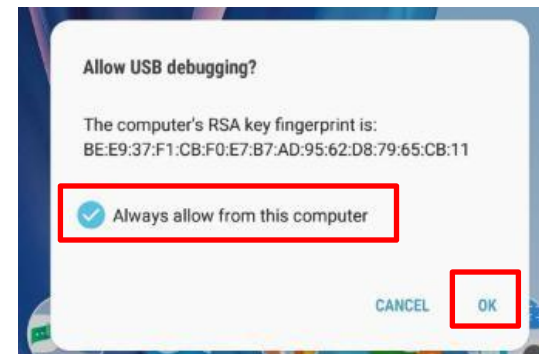 Allow USB debugging?
The computer's RSA key fingerprint is:
BE:E9:37:F1:CB:F0:E7:B7:AD:95:62:D8:79:65:CB:11
Always allow from this computer
CANCEL OK